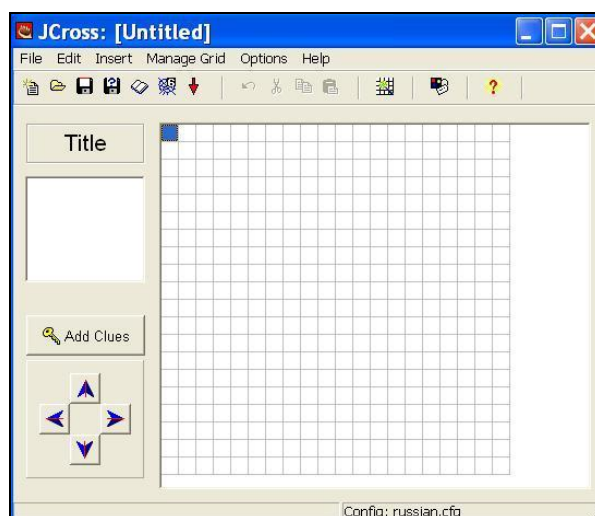 JCross: [Untitled]
File Edit Insert Manage Grid Options Help
Title
Add Clues
Config: russian.cfg